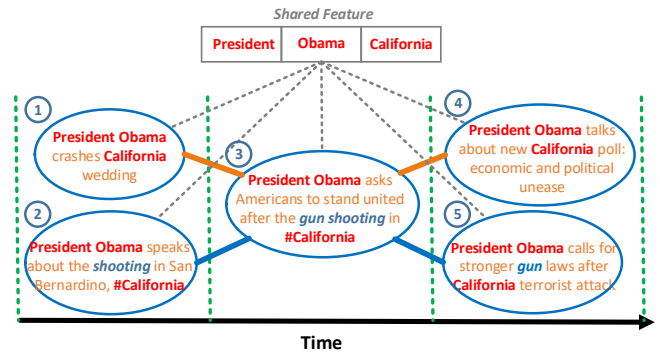 Shared Feature
President Obama California
1
President Obama
crashes California
wedding
2
President Obama speaks
about the shooting in San
Bernardino, #California
3
President Obama asks
Americans to stand united
after the gun shooting in
#California
4
President Obama talks
about new California poll:
economic and political
unease
5
President Obama calls for
stronger gun laws after
California terrorist attack
Time